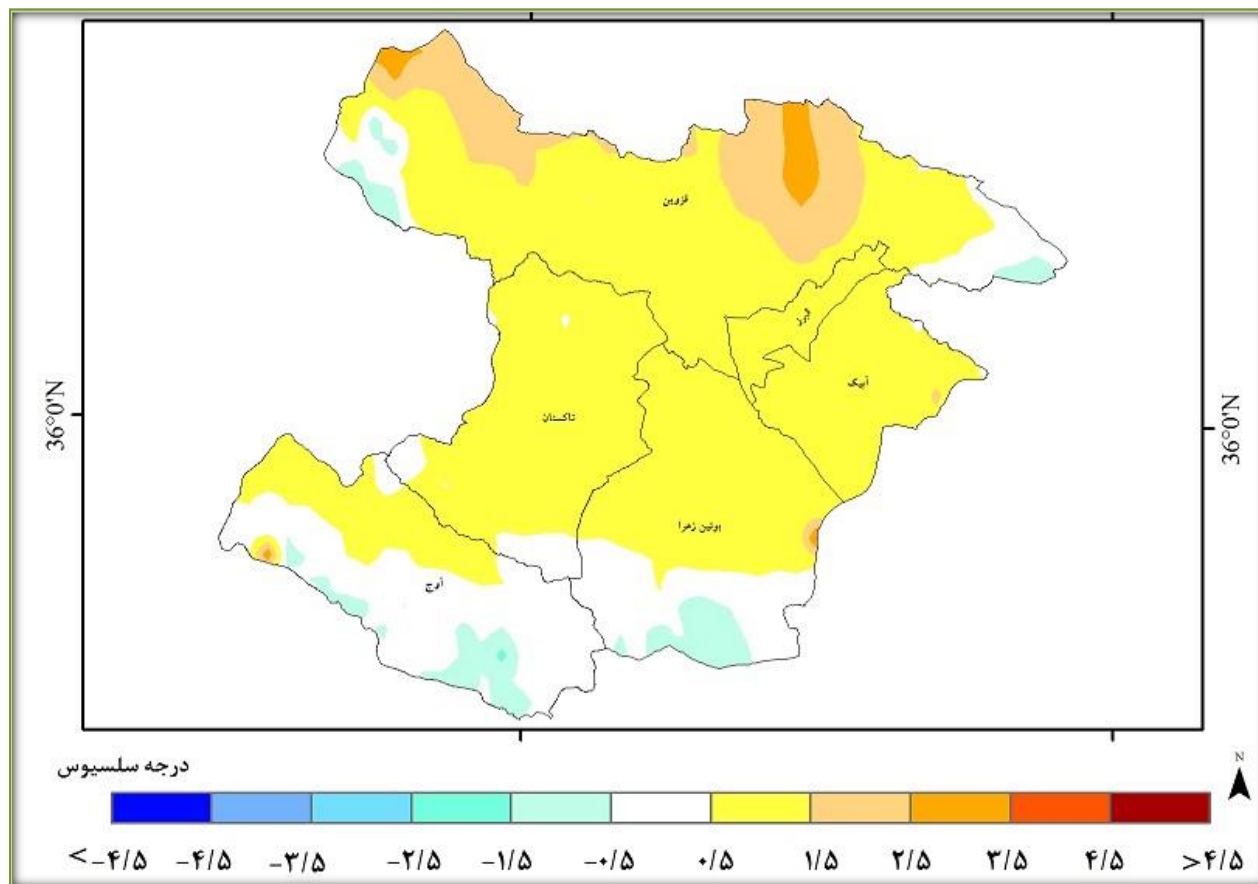 قزوین
البرز
آبیک
36°0'N
36°0'N
تاکستان
بوئین زهرا
آوج
درجه سلسیوس
N
<-۴/۵ -۴/۵ -۳/۵ -۲/۵ -۱/۵ -۰/۵ ۰/۵ ۱/۵ ۲/۵ ۳/۵ ۴/۵ >۴/۵